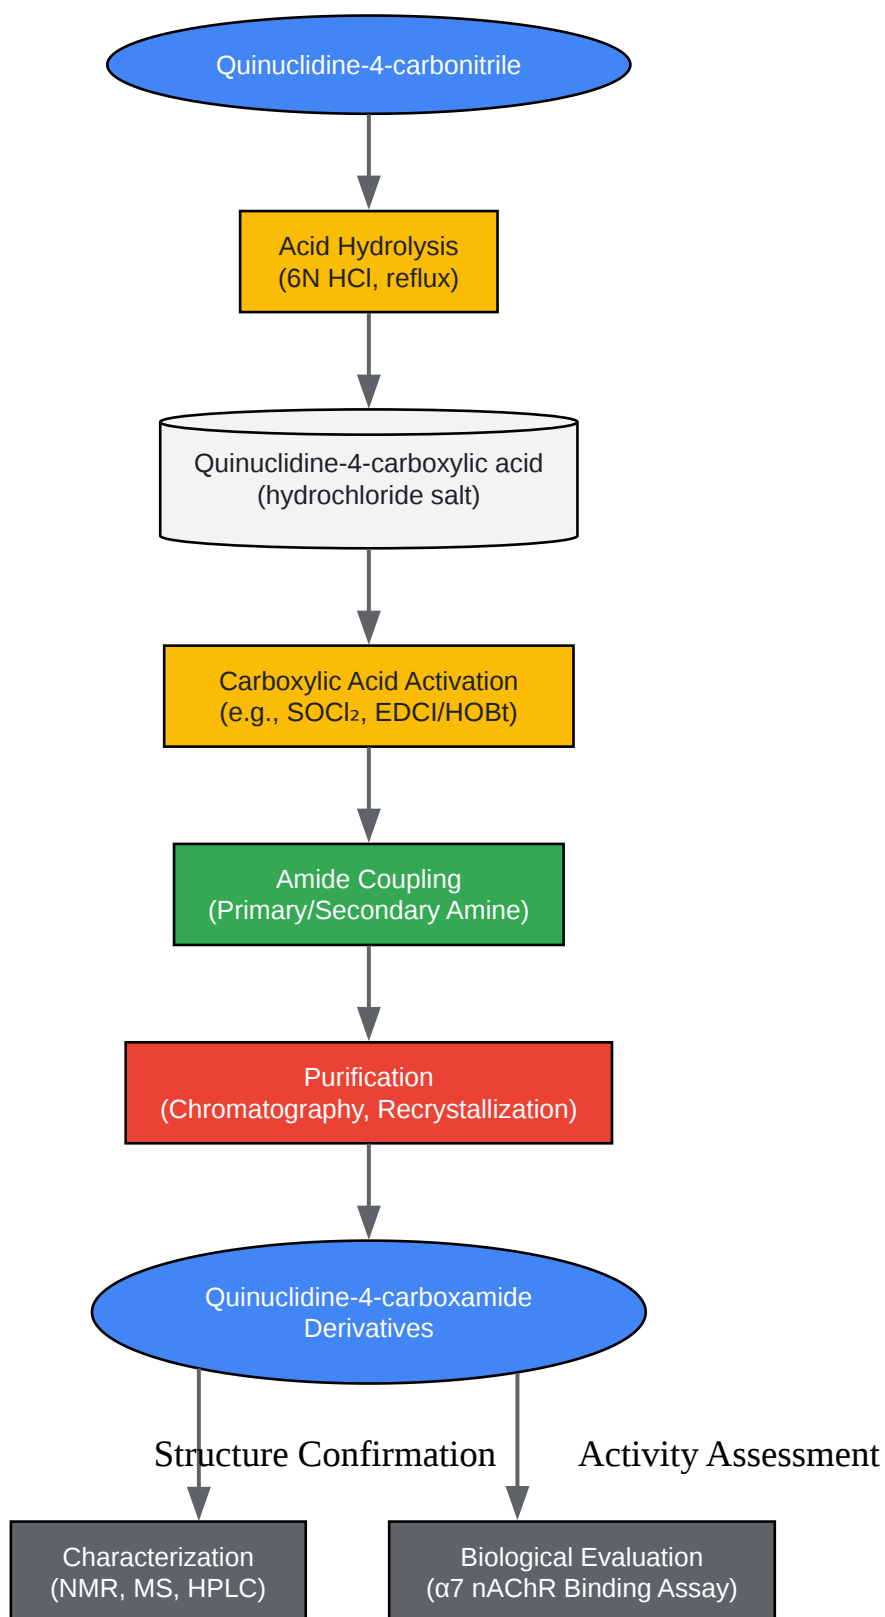 Quinuclidine-4-carbonitrile
Acid Hydrolysis
(6N HCl, reflux)
Quinuclidine-4-carboxylic acid
(hydrochloride salt)
Carboxylic Acid Activation
(e.g., SOCl₂, EDCI/HOBt)
Amide Coupling
(Primary/Secondary Amine)
Purification
(Chromatography, Recrystallization)
Quinuclidine-4-carboxamide
Derivatives
Structure Confirmation
Activity Assessment
Characterization
(NMR, MS, HPLC)
Biological Evaluation
(α7 nAChR Binding Assay)